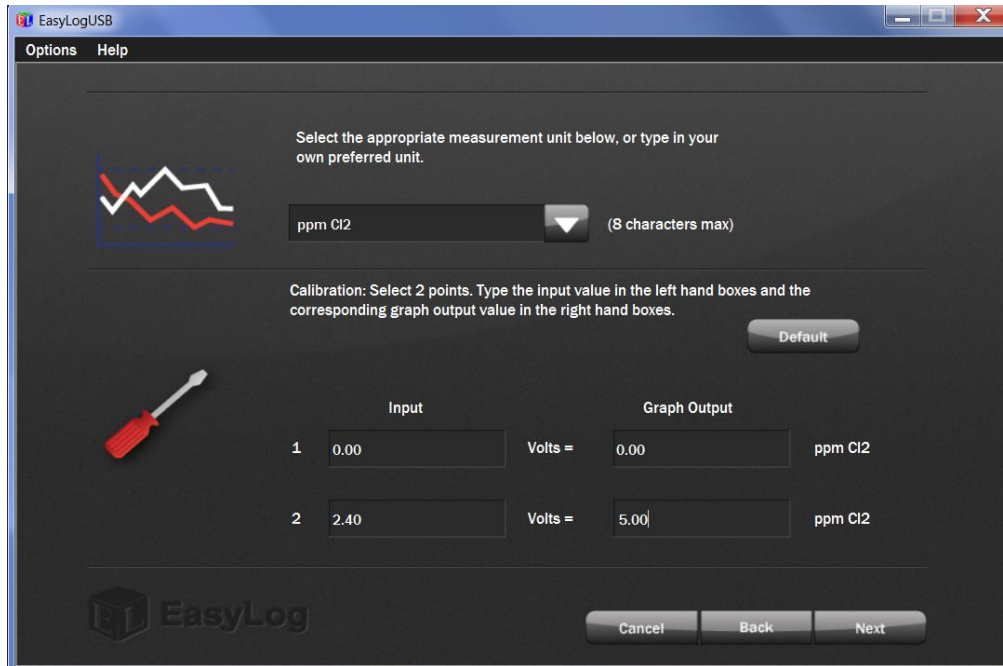 EasyLogUSB
Options Help
Select the appropriate measurement unit below, or type in your
own preferred unit.
ppm Cl2 (8 characters max)
Calibration: Select 2 points. Type the input value in the left hand boxes and the
corresponding graph output value in the right hand boxes.
Default
Input Graph Output
1 0.00 Volts = 0.00 ppm Cl2
2 2.40 Volts = 5.00 ppm Cl2
EL EasyLog
Cancel Back Next